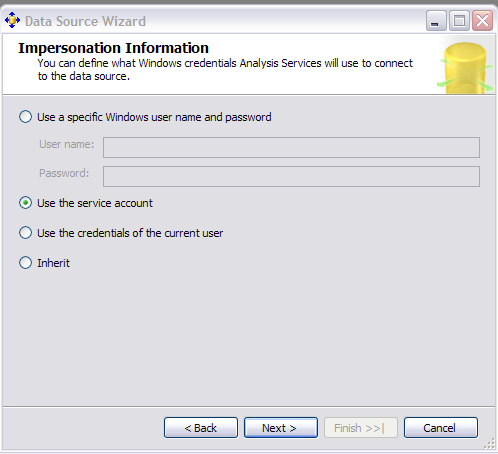 Data Source Wizard
Impersonation Information
You can define what Windows credentials Analysis Services will use to connect
to the data source.
Use a specific Windows user name and password
User name:
Password:
Use the service account
Use the credentials of the current user
Inherit
< Back
Next >
Finish >>|
Cancel